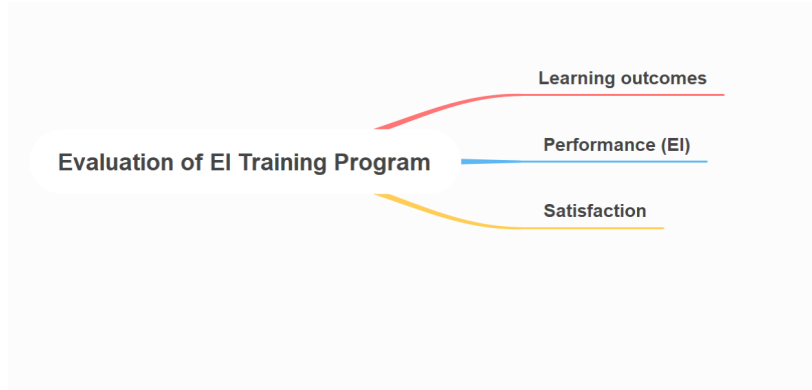 Learning outcomes
Evaluation of EI Training Program
Performance (EI)
Satisfaction